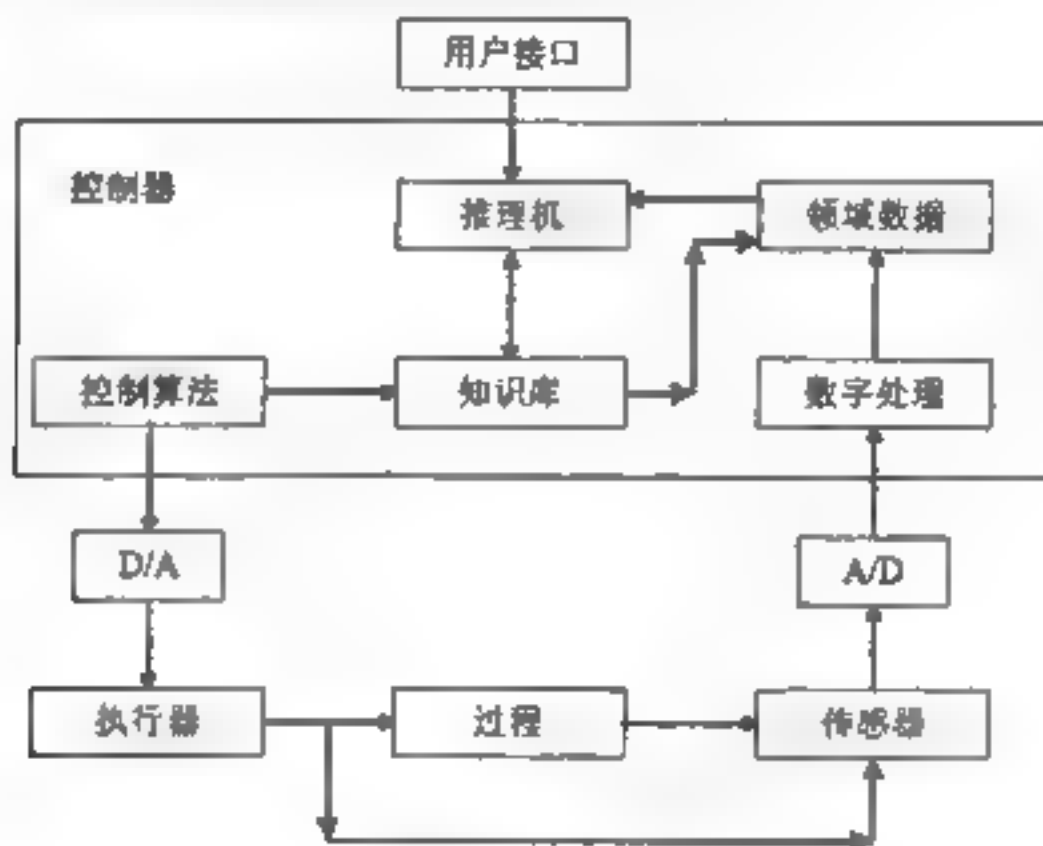 用户接口
控制器
推理机
领域数据
控制算法
知识库
数字处理
D/A
A/D
执行器
过程
传感器